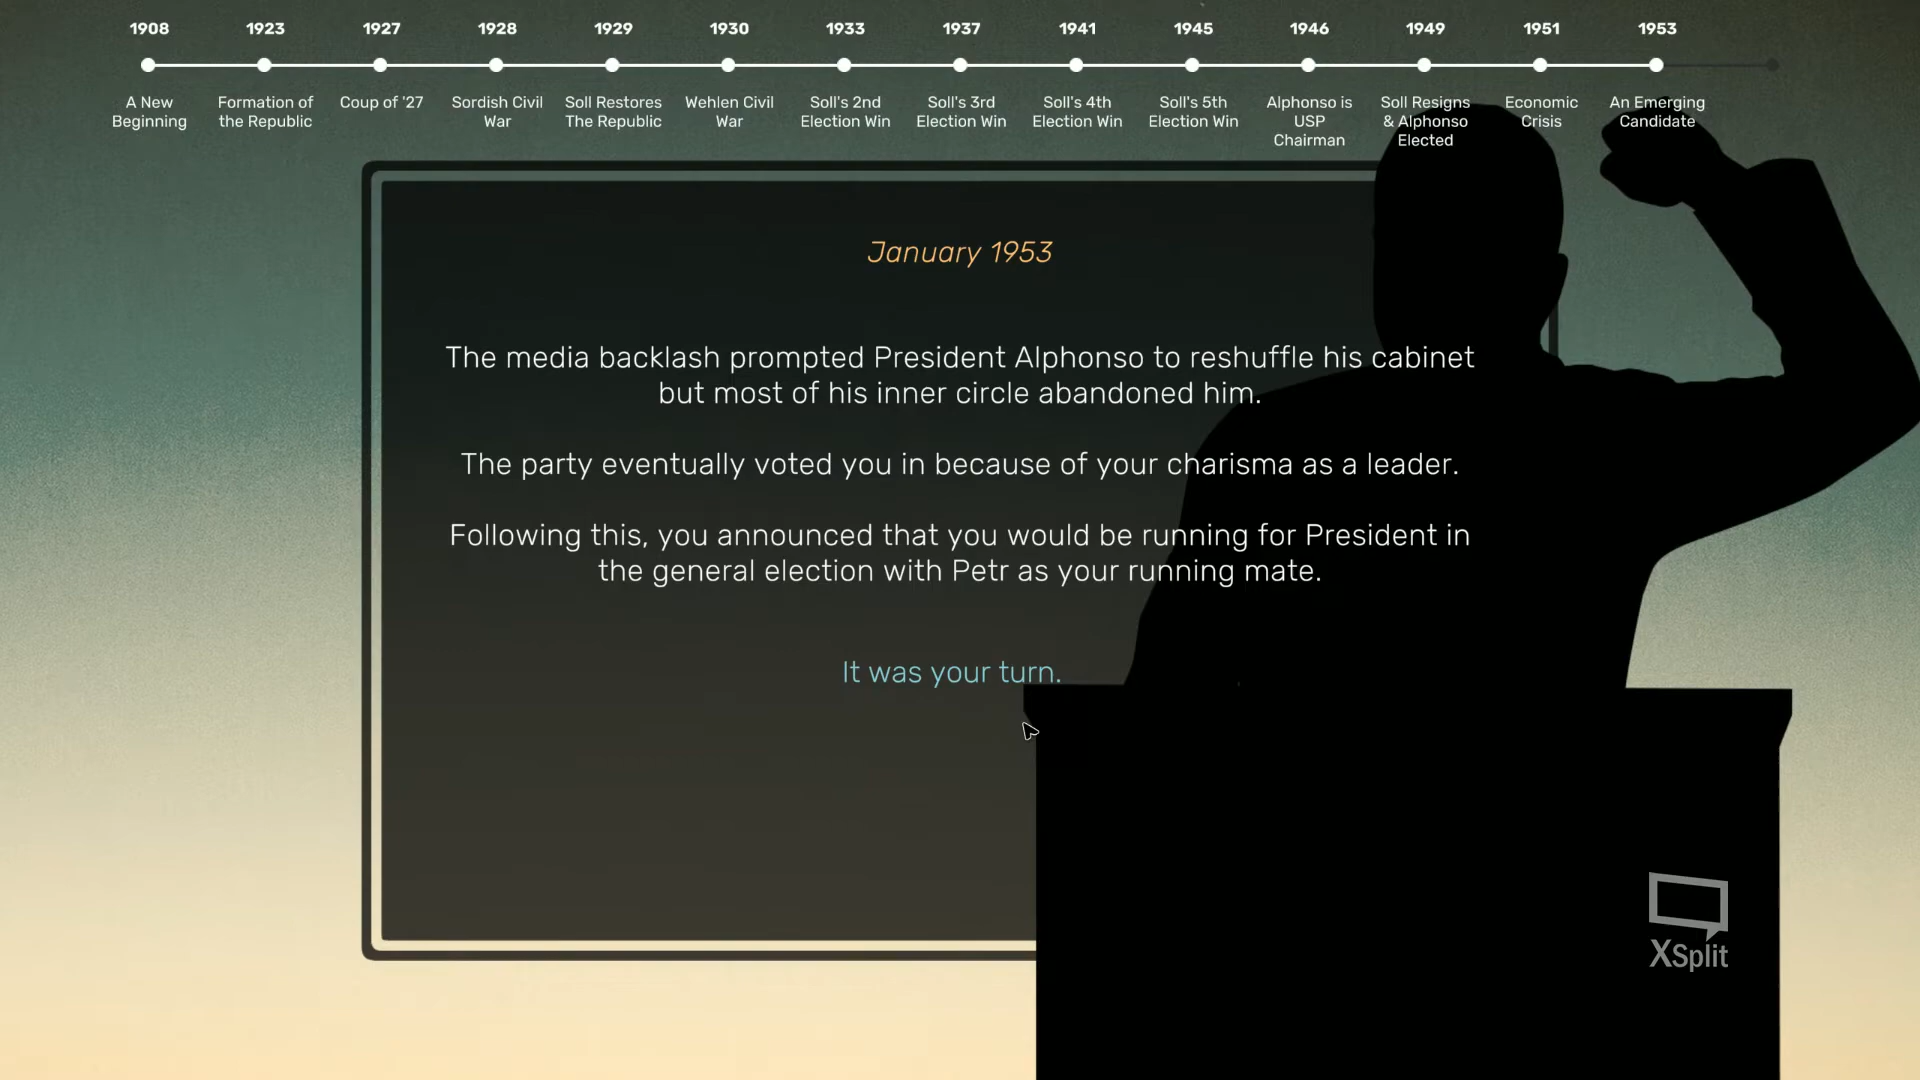 1908 1923 1927 1928 1929 1930 1933 1937 1941 1945 1946 1949 1951 1953
A New Beginning
Formation of the Republic
Coup of '27
Sordish Civil War
Soll Restores The Republic
Wehlen Civil War
Soll's 2nd Election Win
Soll's 3rd Election Win
Soll's 4th Election Win
Soll's 5th Election Win
Alphonso is USP Chairman
Soll Resigns & Alphonso Elected
Economic Crisis
An Emerging Candidate
January 1953
The media backlash prompted President Alphonso to reshuffle his cabinet
but most of his inner circle abandoned him.
The party eventually voted you in because of your charisma as a leader.
Following this, you announced that you would be running for President in
the general election with Petr as your running mate.
It was your turn.
XSplit